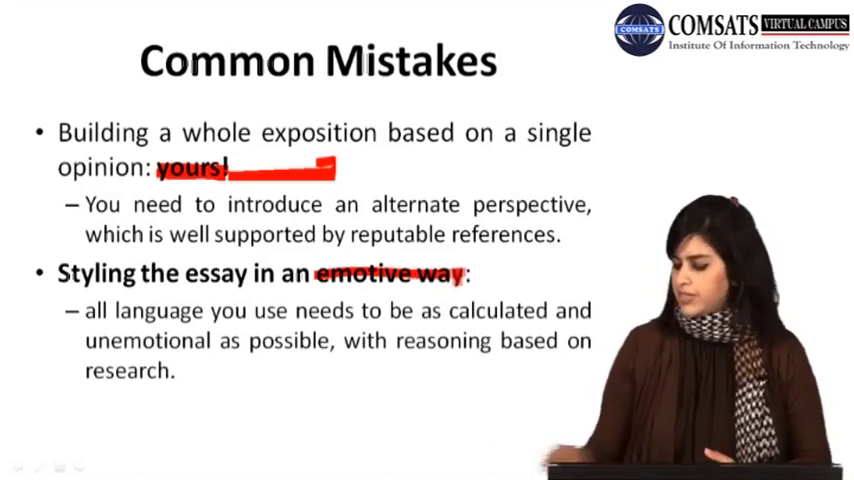 COMSATS
COMSATS VIRTUAL CAMPUS
Institute Of Information Technology
Common Mistakes
• Building a whole exposition based on a single
opinion: yours!
– You need to introduce an alternate perspective,
which is well supported by reputable references.
• Styling the essay in an emotive way:
– all language you use needs to be as calculated and
unemotional as possible, with reasoning based on
research.